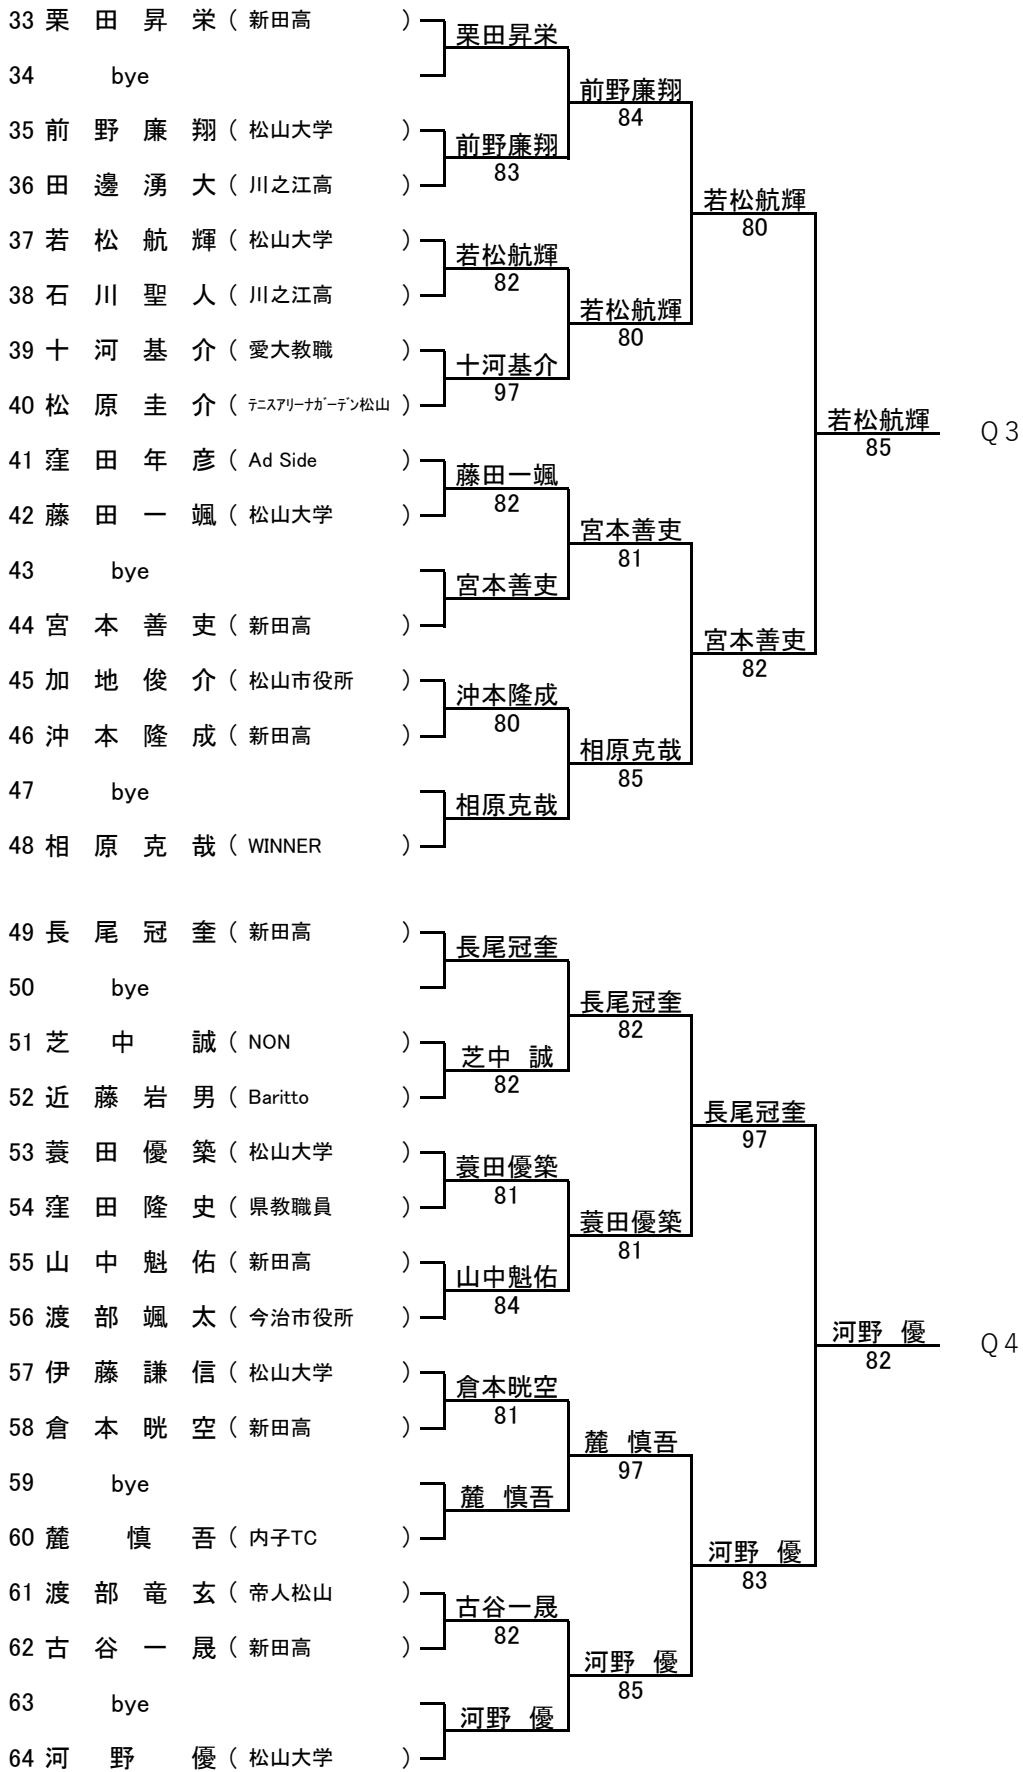 33 栗 田 昇 栄 ( 新田高 )
栗田昇栄
34 bye
前野廉翔
84
35 前 野 廉 翔 ( 松山大学 )
前野廉翔
83
36 田 邊 湧 大 ( 川之江高 )
若松航輝
80
37 若 松 航 輝 ( 松山大学 )
若松航輝
82
38 石 川 聖 人 ( 川之江高 )
若松航輝
80
39 十 河 基 介 ( 愛大教職 )
十河基介
97
40 松 原 圭 介 ( テニスアリーナガーデン松山 )
若松航輝 Q3
85
41 窪 田 年 彦 ( Ad Side )
藤田一颯
82
42 藤 田 一 颯 ( 松山大学 )
宮本善吏
81
43 bye
宮本善吏
44 宮 本 善 吏 ( 新田高 )
宮本善吏
82
45 加 地 俊 介 ( 松山市役所 )
沖本隆成
80
46 沖 本 隆 成 ( 新田高 )
相原克哉
85
47 bye
相原克哉
48 相 原 克 哉 ( WINNER )
49 長 尾 冠 奎 ( 新田高 )
長尾冠奎
50 bye
長尾冠奎
82
51 芝 中 誠 ( NON )
芝中 誠
82
52 近 藤 岩 男 ( Baritto )
長尾冠奎
97
53 蓑 田 優 築 ( 松山大学 )
蓑田優築
81
54 窪 田 隆 史 ( 県教職員 )
蓑田優築
81
55 山 中 魁 佑 ( 新田高 )
山中魁佑
84
56 渡 部 颯 太 ( 今治市役所 )
河野 優 Q4
82
57 伊 藤 謙 信 ( 松山大学 )
倉本晄空
81
58 倉 本 晄 空 ( 新田高 )
麓 慎吾
97
59 bye
麓 慎吾
60 麓 慎 吾 ( 内子TC )
河野 優
83
61 渡 部 竜 玄 ( 帝人松山 )
古谷一晟
82
62 古 谷 一 晟 ( 新田高 )
河野 優
85
63 bye
河野 優
64 河 野 優 ( 松山大学 )